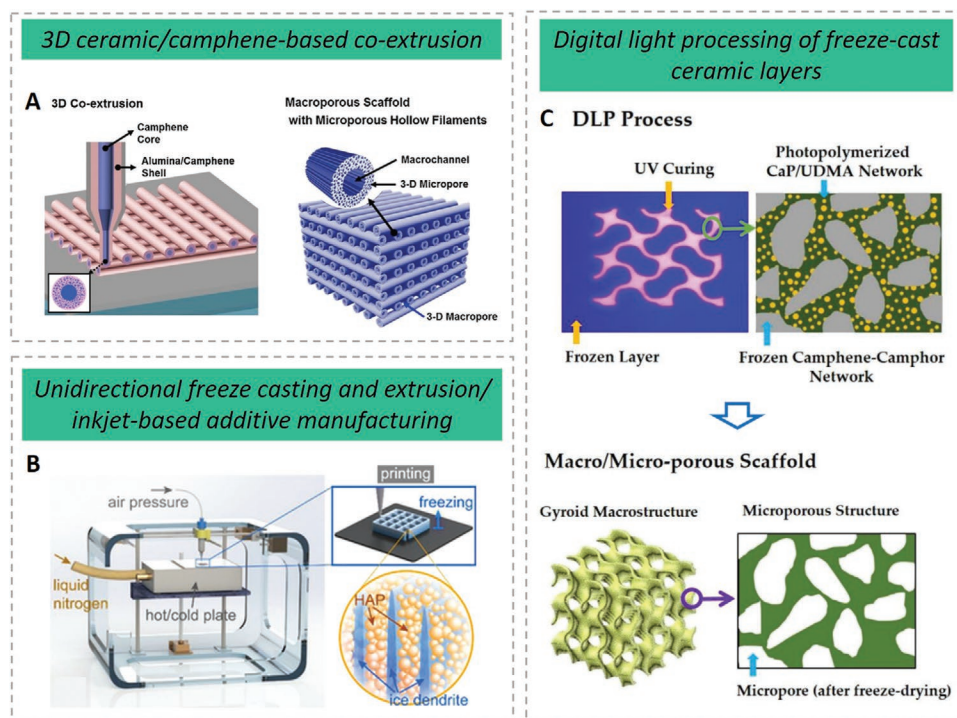 3D ceramic/camphene-based co-extrusion
A
3D Co-extrusion
Camphene
Core
Alumina/Camphene
Shell
Macroporous Scaffold
with Microporous Hollow Filaments
Macrochannel
3-D Micropore
3-D Macropore
Unidirectional freeze casting and extrusion/
inkjet-based additive manufacturing
B
air pressure
liquid
nitrogen
hot/cold plate
printing
freezing
HAP
ice dendrite
Digital light processing of freeze-cast
ceramic layers
C
DLP Process
UV Curing
Photopolymerized
CaP/UDMA Network
Frozen Layer
Frozen Camphene-Camphor
Network
Macro/Micro-porous Scaffold
Gyroid Macrostructure
Microporous Structure
Micropore (after freeze-drying)